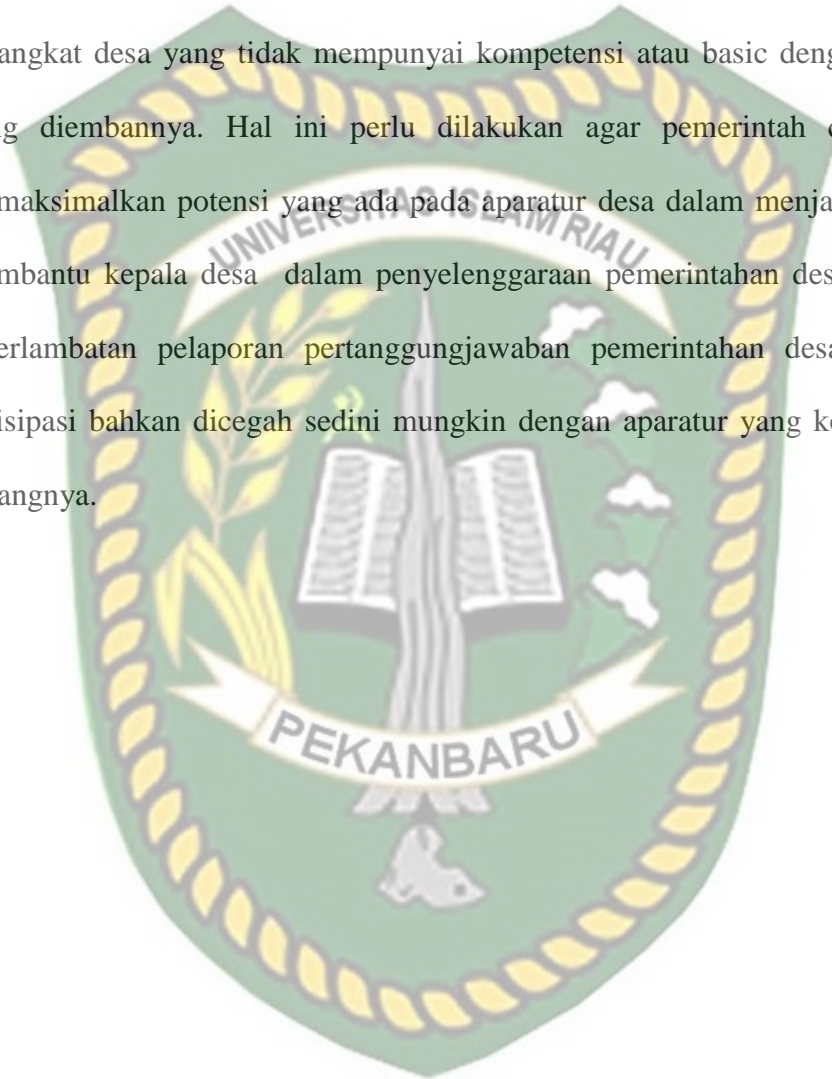 angkat desa yang tidak mempunyai kompetensi atau basic deng
g diembannya. Hal ini perlu dilakukan agar pemerintah
maksimalkan potensi yang ada pada aparatur desa dalam menja
UNIVERSITAS ISLAM RIAU
mbantu kepala desa dalam penyelenggaraan pemerintahan des
erlambatan pelaporan pertanggungjawaban pemerintahan desa
isipasi bahkan dicegah sedini mungkin dengan aparatur yang k
angnya.
PEKANBARU